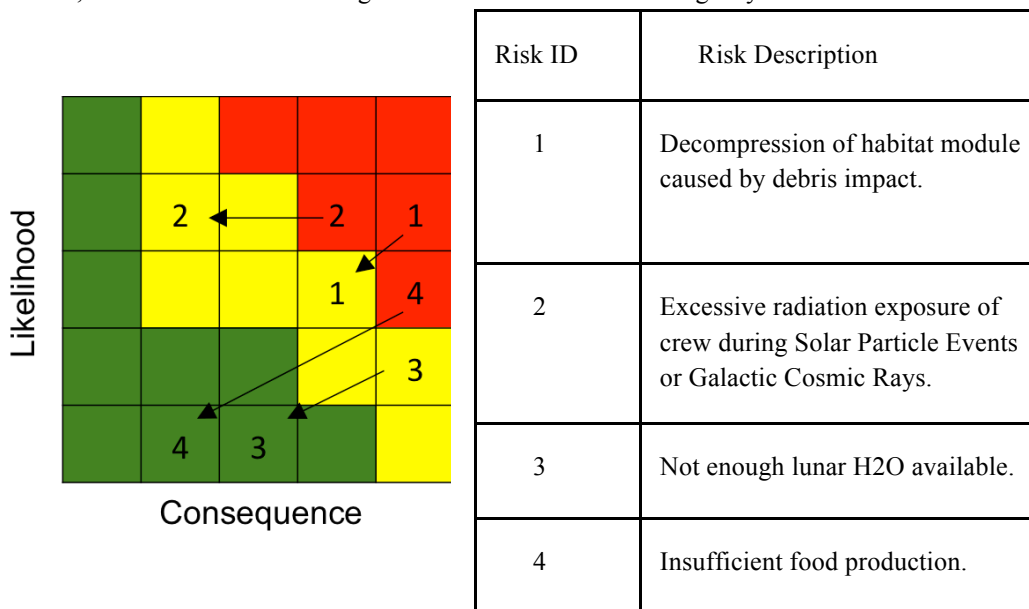 Risk ID
Risk Description
2
2
1
1
4
3
4
3
Likelihood
Consequence
1
Decompression of habitat module
caused by debris impact.
2
Excessive radiation exposure of
crew during Solar Particle Events
or Galactic Cosmic Rays.
3
Not enough lunar H2O available.
4
Insufficient food production.